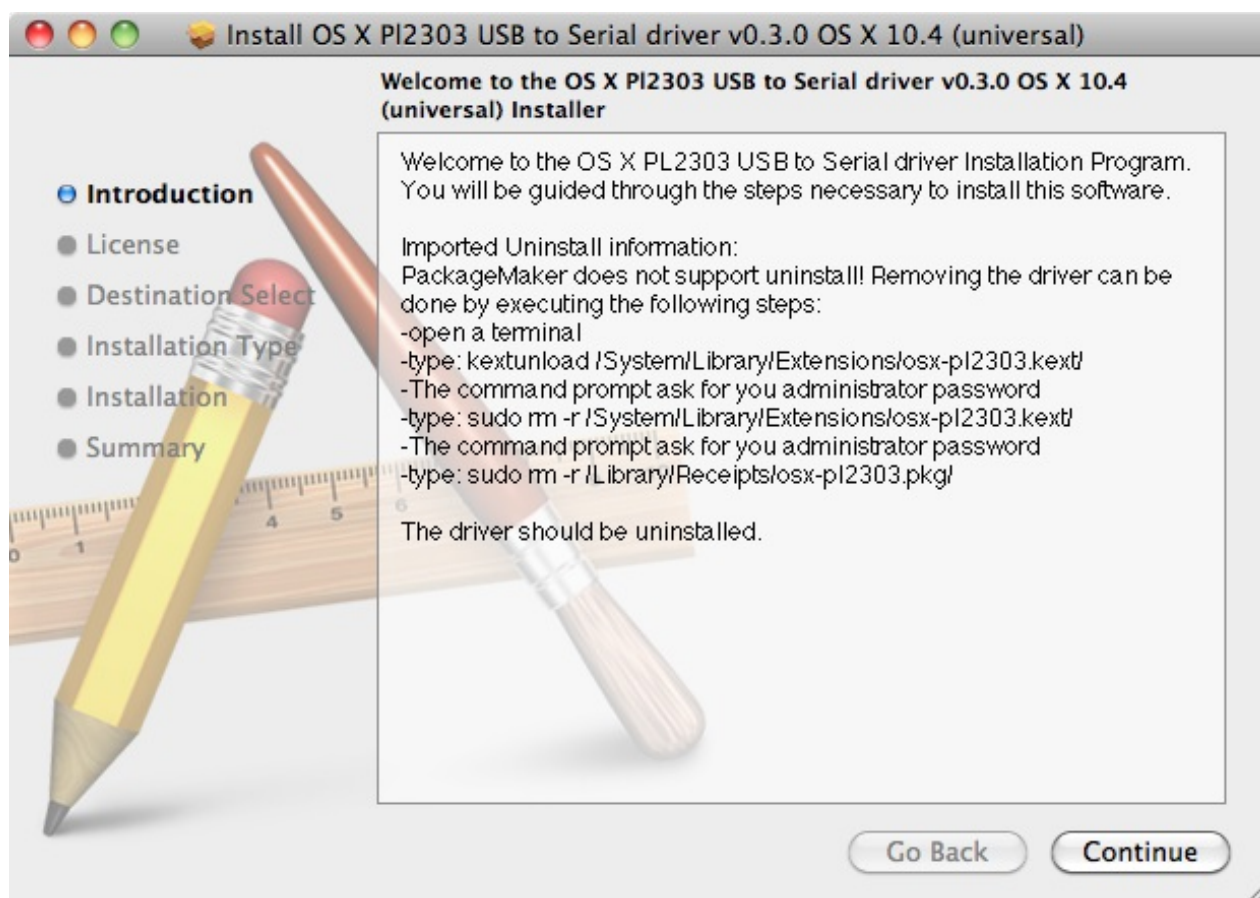 Install OS X Pl2303 USB to Serial driver v0.3.0 OS X 10.4 (universal)
Welcome to the OS X Pl2303 USB to Serial driver v0.3.0 OS X 10.4
(universal) Installer
Introduction
License
Destination Select
Installation Type
Installation
Summary
Welcome to the OS X PL2303 USB to Serial driver Installation Program.
You will be guided through the steps necessary to install this software.
Imported Uninstall information:
PackageMaker does not support uninstall! Removing the driver can be
done by executing the following steps:
-open a terminal
-type: kextunload /System/Library/Extensions/osx-pl2303.kext/
-The command prompt ask for you administrator password
-type: sudo rm -r /System/Library/Extensions/osx-pl2303.kext/
-The command prompt ask for you administrator password
-type: sudo rm -r /Library/Receipts/osx-pl2303.pkg/
The driver should be uninstalled.
0 1 4 5 6
Go Back
Continue